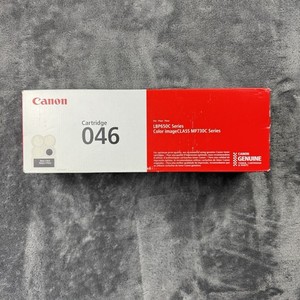 Canon
Cartridge
046
LBP650C Series
Color imageCLASS MF730C Series
CANON
GENUINE